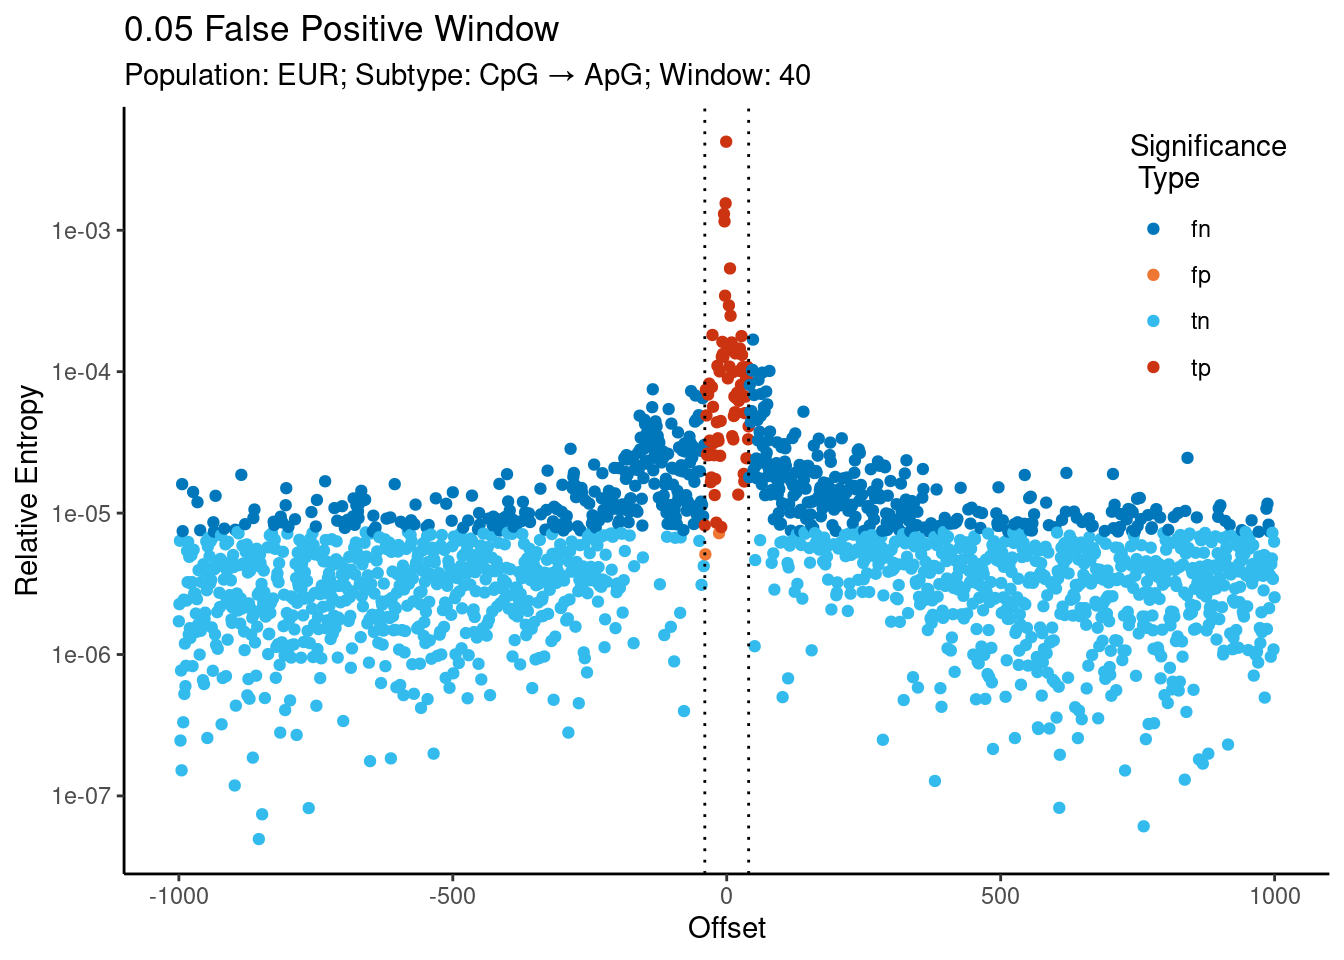 0.05 False Positive Window
Population: EUR; Subtype: CpG → ApG; Window: 40
Significance
Type
fn
fp
tn
tp
Relative Entropy
1e-03
1e-04
1e-05
1e-06
1e-07
-1000
-500
0
500
1000
Offset